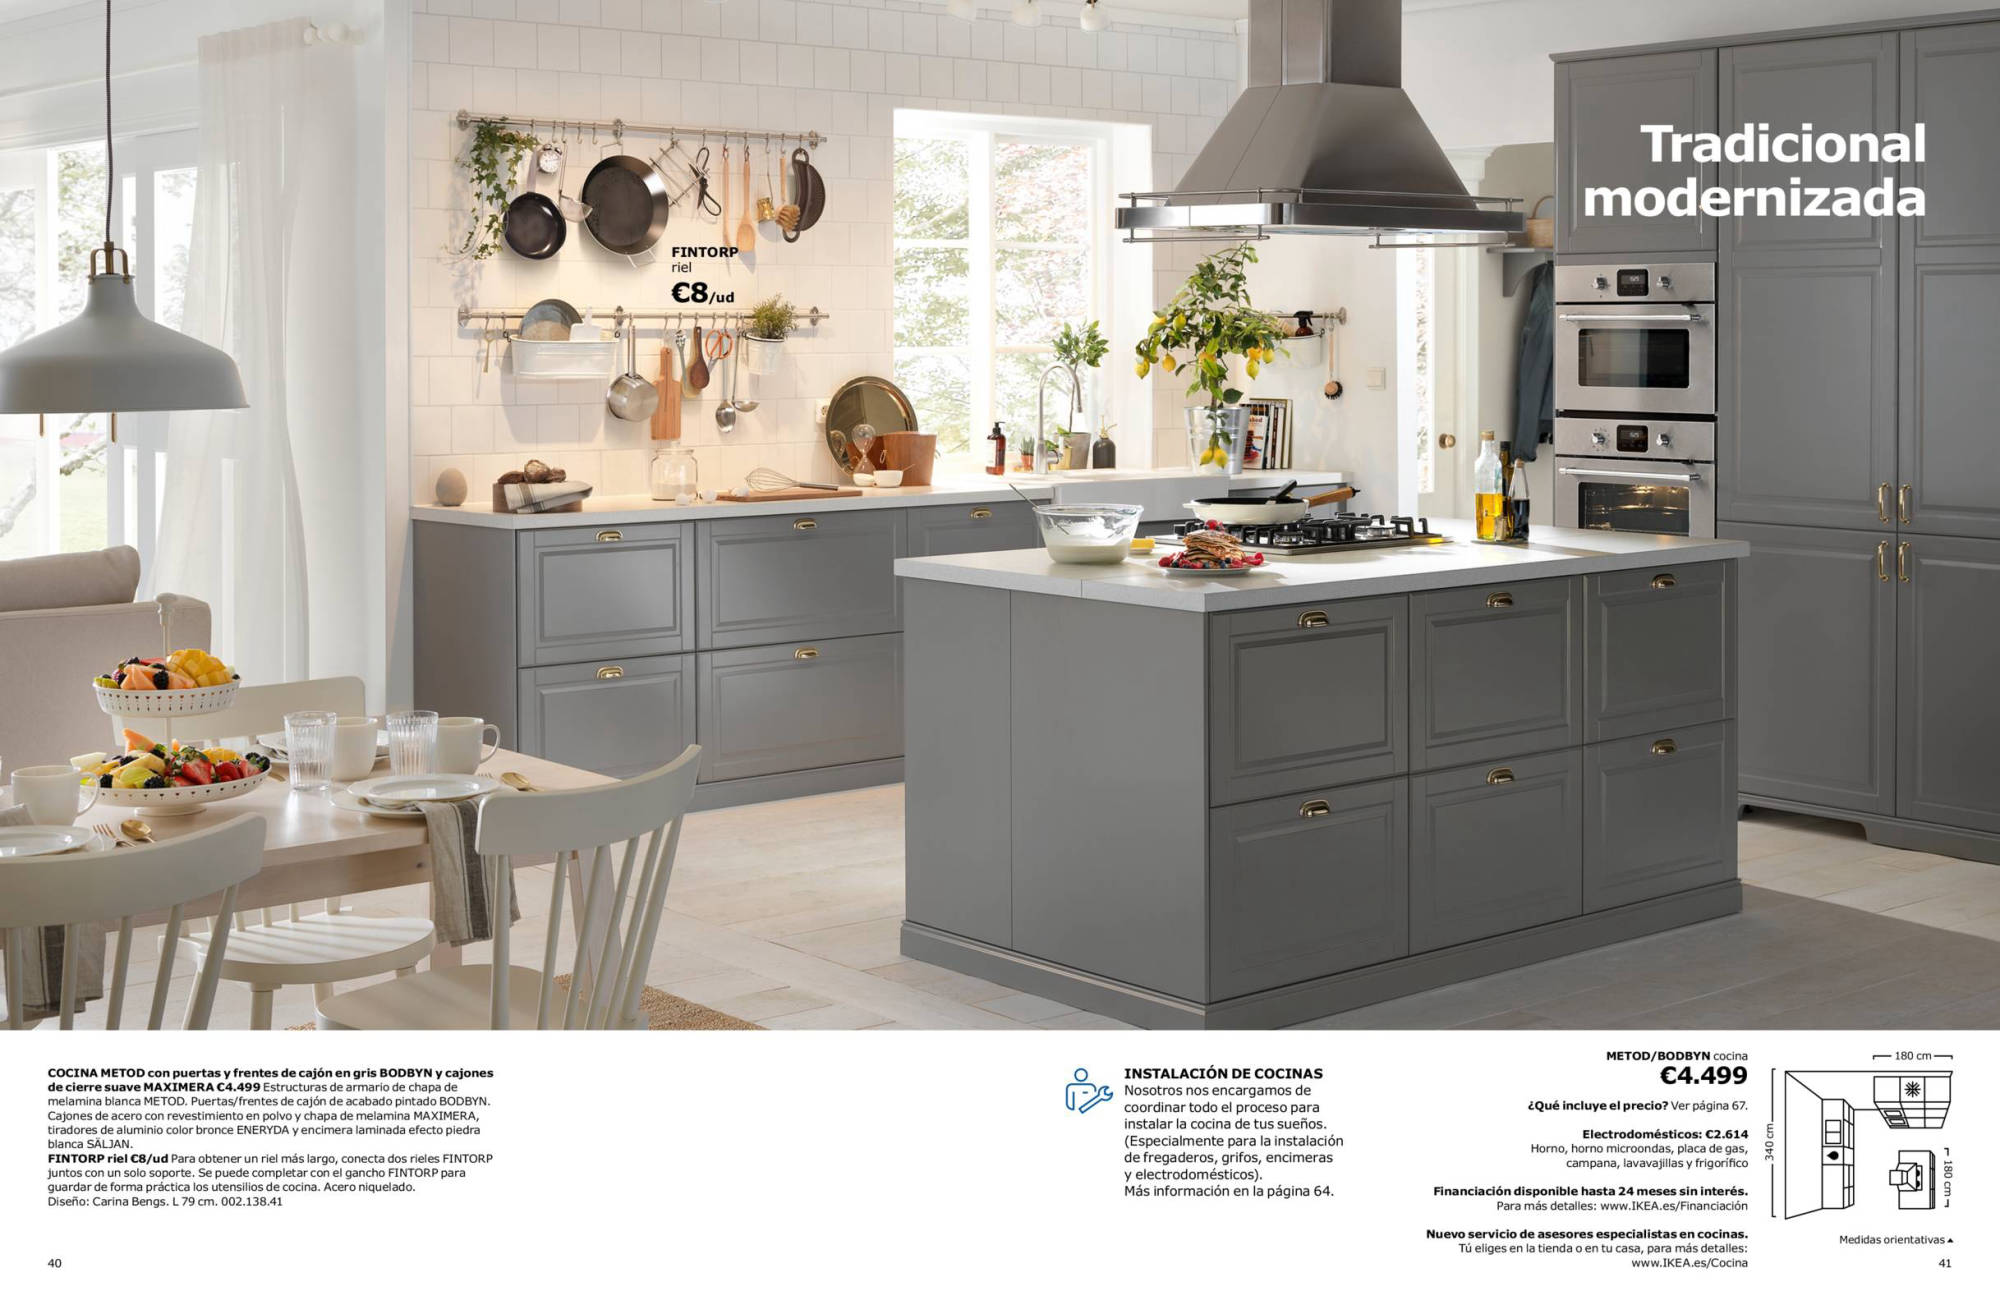 Tradicional
modernizada
FINTORP
riel
€8/ud
COCINA METOD con puertas y frentes de cajón en gris BODBYN y cajones
de cierre suave MAXIMERA €4.499 Estructuras de armario de chapa de
melamina blanca METOD. Puertas/frentes de cajón de acabado pintado BODBYN.
Cajones de acero con revestimiento en polvo y chapa de melamina MAXIMERA,
tiradores de aluminio color bronce ENERYDA y encimera laminada efecto piedra
blanca SÄLJAN.
FINTORP riel €8/ud Para obtener un riel más largo, conecta dos rieles FINTORP
juntos con un solo soporte. Se puede completar con el gancho FINTORP para
guardar de forma práctica los utensilios de cocina. Acero niquelado.
Diseño: Carina Bengs. L 79 cm. 002.138.41
40
INSTALACIÓN DE COCINAS
Nosotros nos encargamos de
coordinar todo el proceso para
instalar la cocina de tus sueños.
(Especialmente para la instalación
de fregaderos, grifos, encimeras
y electrodomésticos).
Más información en la página 64.
METOD/BODBYN cocina
€4.499
¿Qué incluye el precio? Ver página 67.
Electrodomésticos: €2.614
Horno, horno microondas, placa de gas,
campana, lavavajillas y frigorífico
Financiación disponible hasta 24 meses sin interés.
Para más detalles: www.IKEA.es/Financiación
Nuevo servicio de asesores especialistas en cocinas.
Tú eliges en la tienda o en tu casa, para más detalles:
www.IKEA.es/Cocina
180 cm
340 cm
180 cm
Medidas orientativas
41